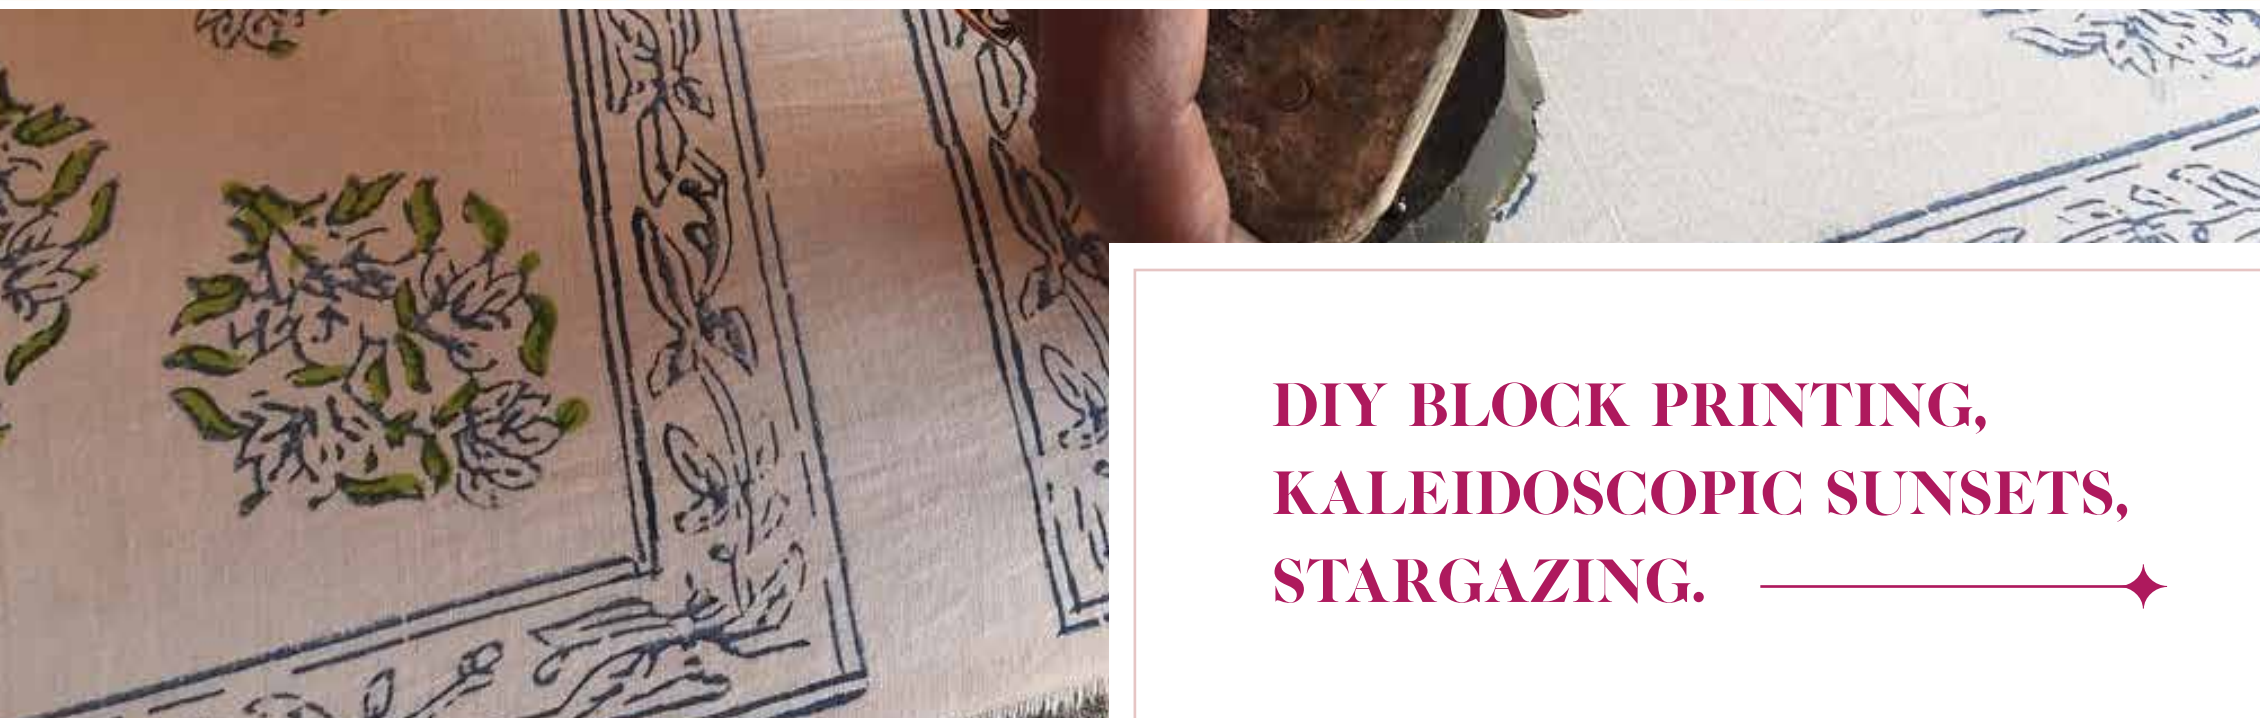 DIY BLOCK PRINTING,
KALEIDOSCOPIC SUNSETS,
STARGAZING.